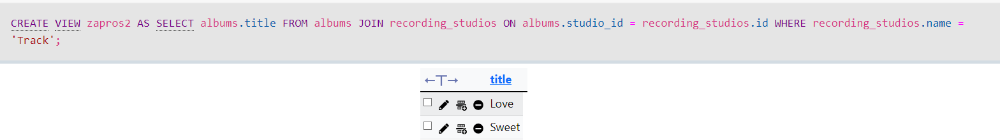 CREATE VIEW zapros2 AS SELECT albums.title FROM albums JOIN recording_studios ON albums.studio_id = recording_studios.id WHERE recording_studios.name =
'Track';
←T→ title
Love
Sweet